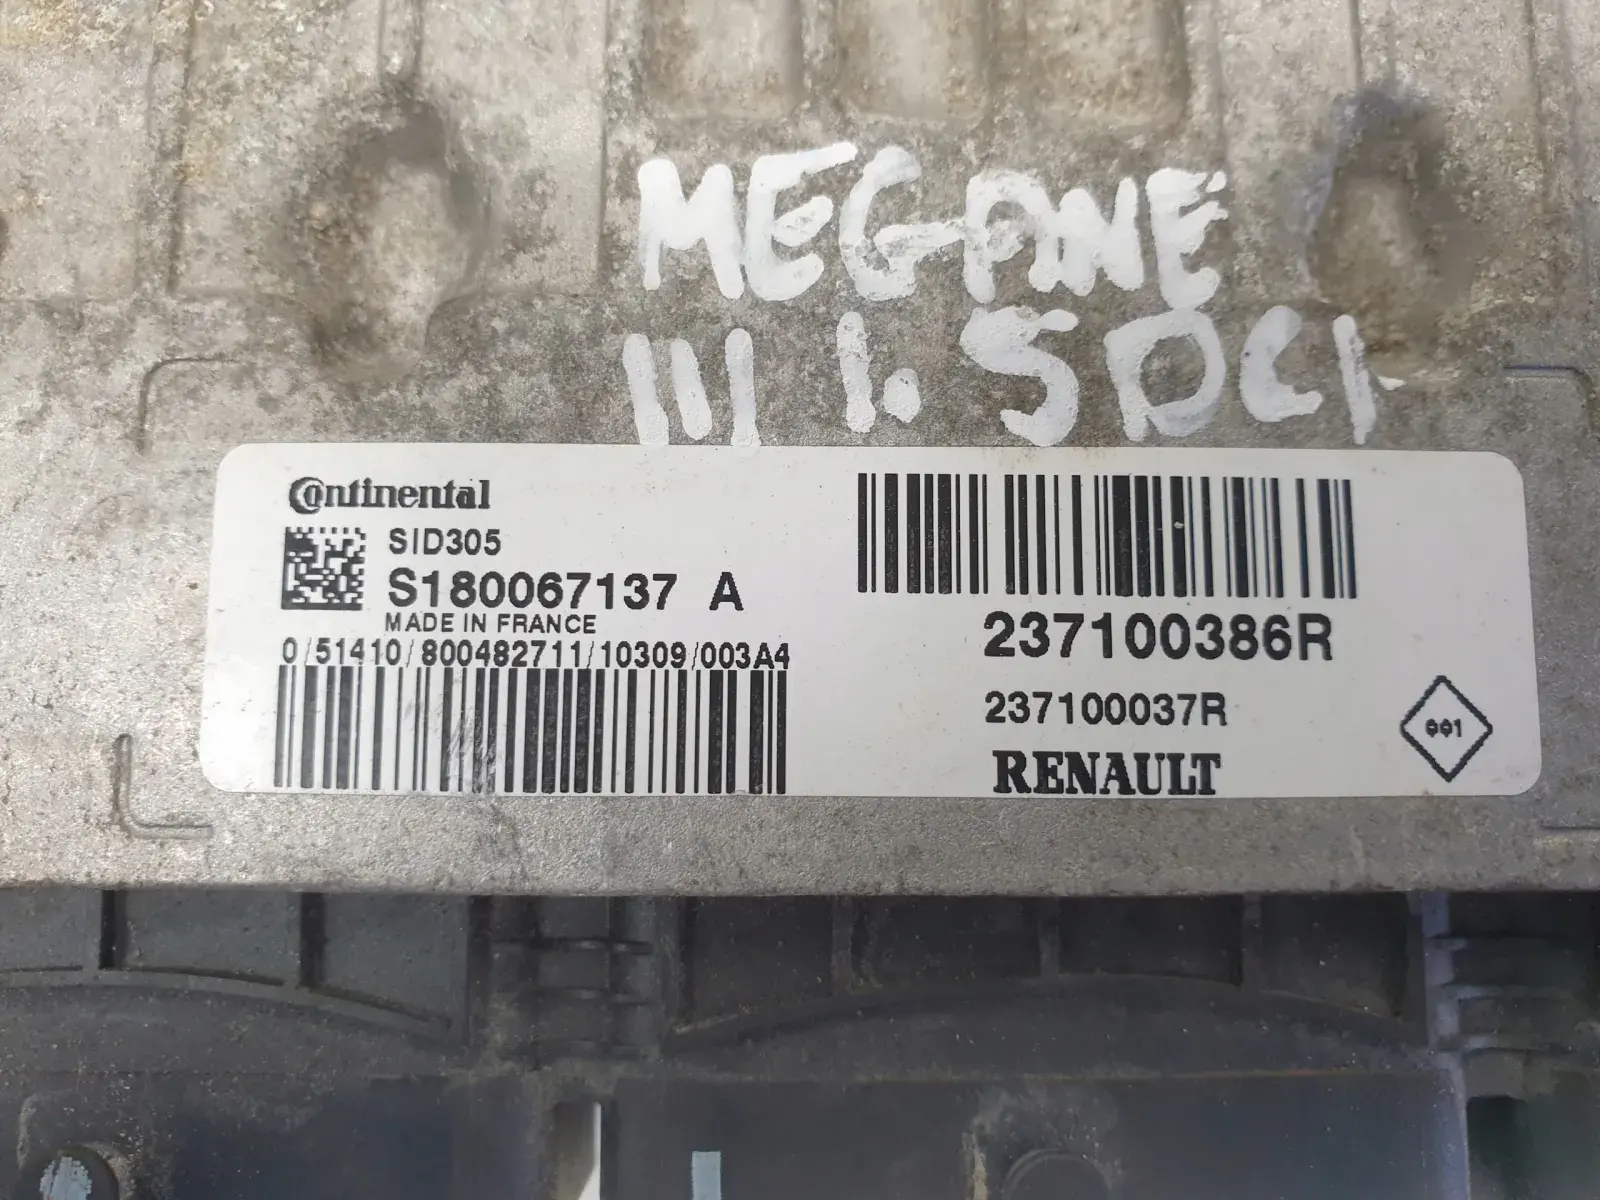 MEGANE
III 1.5DCI
Continental
SID305
S180067137 A
MADE IN FRANCE
0/51410/800482711/10309/003A4
237100386R
237100037R
RENAULT
001